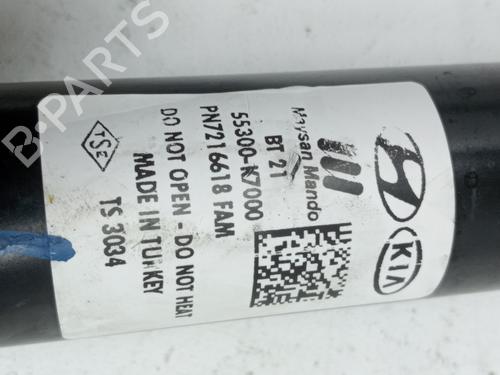 KIA
Maysan Mando
BT 21
55300-K7000
PN7216618 FAM
DO NOT OPEN - DO NOT HEAT
MADE IN TURKEY
TS 3034
TSE
B-PARTS